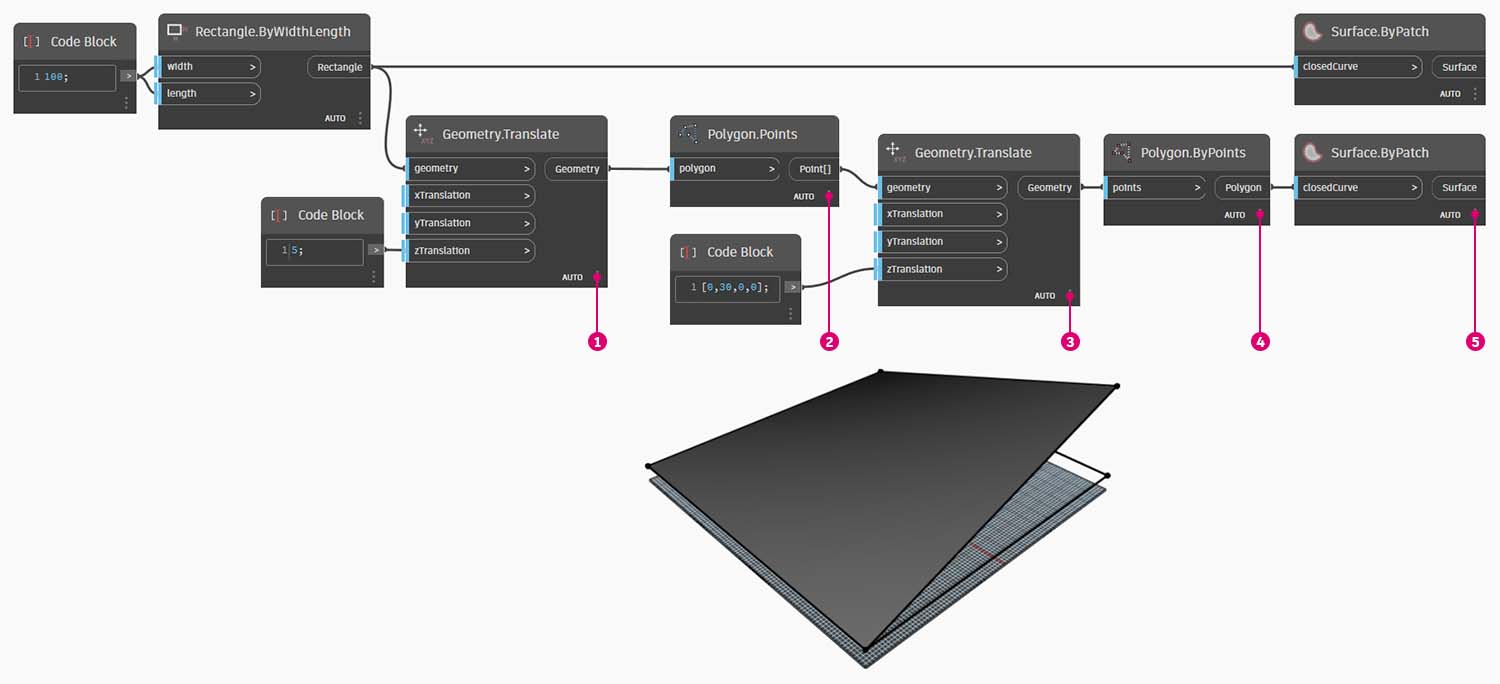 Code Block
1 100;
>
Rectangle.ByWidthLength
width >
Rectangle
length >
AUTO
Surface.ByPatch
closedCurve >
Surface
AUTO
Code Block
1 5;
>
Geometry.Translate
geometry >
Geometry
xTranslation >
yTranslation >
zTranslation >
AUTO
Polygon.Points
polygon >
Point[]
AUTO
Code Block
1 [0,30,0,0];
>
Geometry.Translate
geometry >
Geometry
xTranslation >
yTranslation >
zTranslation >
AUTO
Polygon.ByPoints
points >
Polygon
AUTO
Surface.ByPatch
closedCurve >
Surface
AUTO
XYZ
XYZ
1
2
3
4
5